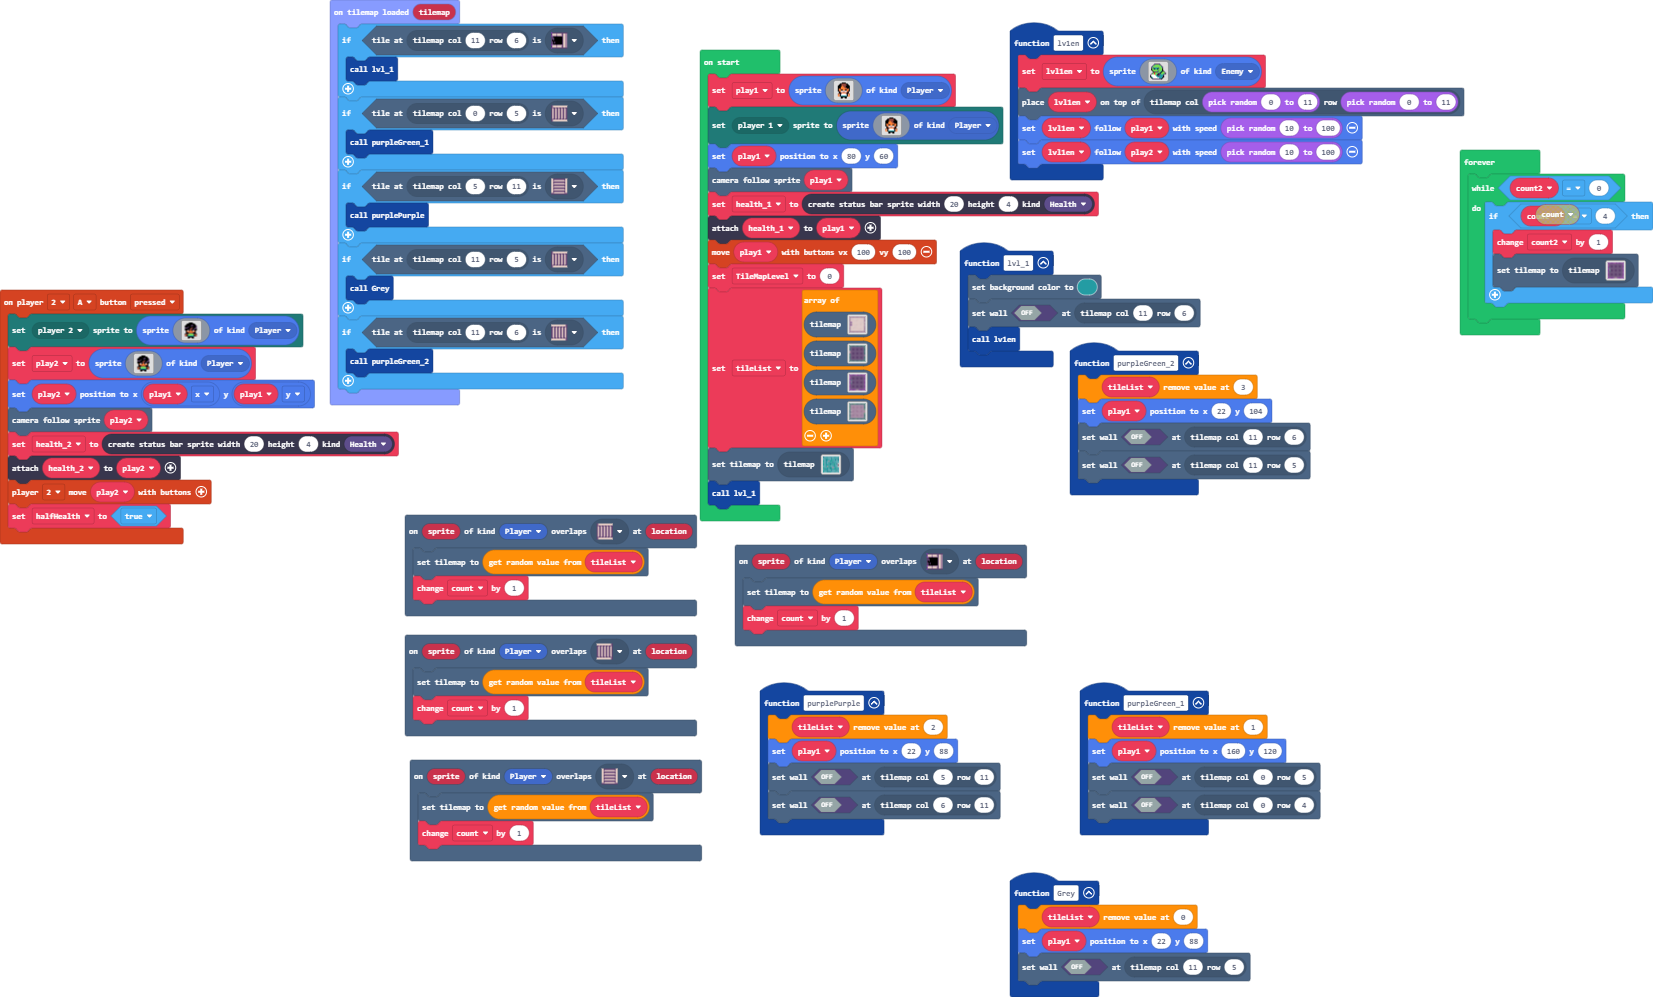 on tilemap loaded tilemap
if tile at tilemap col 11 row 6 is then
call lvl_1
if tile at tilemap col 0 row 5 is then
call purpleGreen_1
if tile at tilemap col 5 row 11 is then
call purplePurple
if tile at tilemap col 11 row 5 is then
call Grey
if tile at tilemap col 11 row 6 is then
call purpleGreen_2
on player 2 A button pressed
set player 2 sprite to sprite of kind Player
set play2 to sprite of kind Player
set play2 position to x play1 x y play1 y
camera follow sprite play2
set health_2 to create status bar sprite width 20 height 4 kind Health
attach health_2 to play2
player 2 move play2 with buttons
set halfHealth to true
on start
set play1 to sprite of kind Player
set player 1 sprite to sprite of kind Player
set play1 position to x 80 y 60
camera follow sprite play1
set health_1 to create status bar sprite width 20 height 4 kind Health
attach health_1 to play1
move play1 with buttons vx 100 vy 100
set TileMapLevel to 0
set tileList to array of
tilemap
tilemap
tilemap
tilemap
set tilemap to tilemap
call lvl_1
function lvlien
set lvlien to sprite of kind Enemy
place lvlien on top of tilemap col pick random 0 to 11 row pick random 0 to 11
set lvlien follow play1 with speed pick random 10 to 100
set lvlien follow play2 with speed pick random 10 to 100
function lvl_1
set background color to
set wall OFF at tilemap col 11 row 6
call lvlien
function purpleGreen_2
tileList remove value at 3
set play1 position to x 22 y 104
set wall OFF at tilemap col 11 row 6
set wall OFF at tilemap col 11 row 5
forever
while count2 = 0
do if count 4 then
change count2 by 1
set tilemap to tilemap
on sprite of kind Player overlaps at location
set tilemap to get random value from tileList
change count by 1
on sprite of kind Player overlaps at location
set tilemap to get random value from tileList
change count by 1
on sprite of kind Player overlaps at location
set tilemap to get random value from tileList
change count by 1
on sprite of kind Player overlaps at location
set tilemap to get random value from tileList
change count by 1
function purplePurple
tileList remove value at 2
set play1 position to x 22 y 88
set wall OFF at tilemap col 5 row 11
set wall OFF at tilemap col 6 row 11
function purpleGreen_1
tileList remove value at 1
set play1 position to x 160 y 120
set wall OFF at tilemap col 0 row 5
set wall OFF at tilemap col 0 row 4
function Grey
tileList remove value at 0
set play1 position to x 22 y 88
set wall OFF at tilemap col 11 row 5